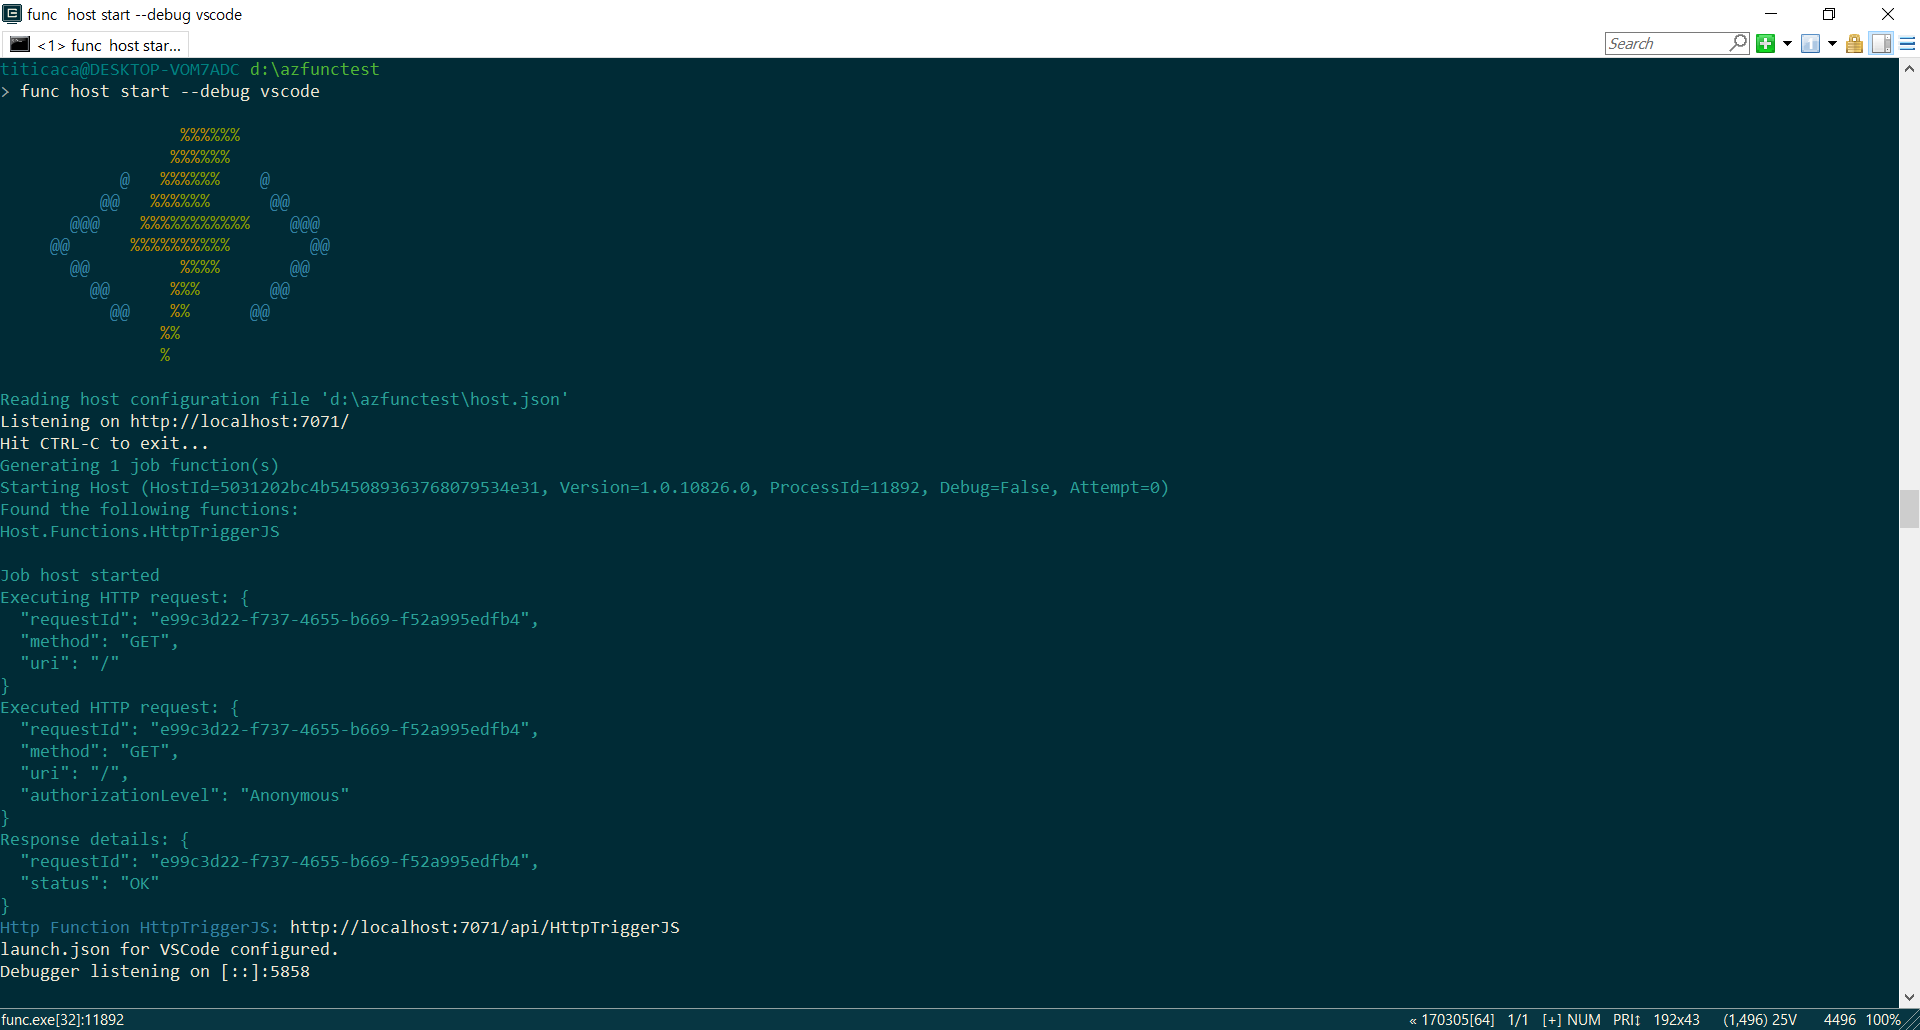 func  host start --debug vscode
<1> func  host star...
Search
titicaca@DESKTOP-VOM7ADC d:\azfunctest
> func host start --debug vscode
                  %%%%%%
                 %%%%%%
            @   %%%%%%    @
          @@   %%%%%%      @@
       @@@    %%%%%%%%%%%    @@@
     @@      %%%%%%%%%%        @@
       @@         %%%%       @@
         @@      %%%       @@
           @@    %%      @@
                %%
                %
Reading host configuration file 'd:\azfunctest\host.json'
Listening on http://localhost:7071/
Hit CTRL-C to exit...
Generating 1 job function(s)
Starting Host (HostId=5031202bc4b545089363768079534e31, Version=1.0.10826.0, ProcessId=11892, Debug=False, Attempt=0)
Found the following functions:
Host.Functions.HttpTriggerJS
Job host started
Executing HTTP request: {
  "requestId": "e99c3d22-f737-4655-b669-f52a995edfb4",
  "method": "GET",
  "uri": "/"
}
Executed HTTP request: {
  "requestId": "e99c3d22-f737-4655-b669-f52a995edfb4",
  "method": "GET",
  "uri": "/",
  "authorizationLevel": "Anonymous"
}
Response details: {
  "requestId": "e99c3d22-f737-4655-b669-f52a995edfb4",
  "status": "OK"
}
Http Function HttpTriggerJS: http://localhost:7071/api/HttpTriggerJS
launch.json for VSCode configured.
Debugger listening on [::]:5858
func.exe[32]:11892
« 170305[64] 1/1 [+] NUM PRI↕ 192x43 (1,496) 25V 4496 100%